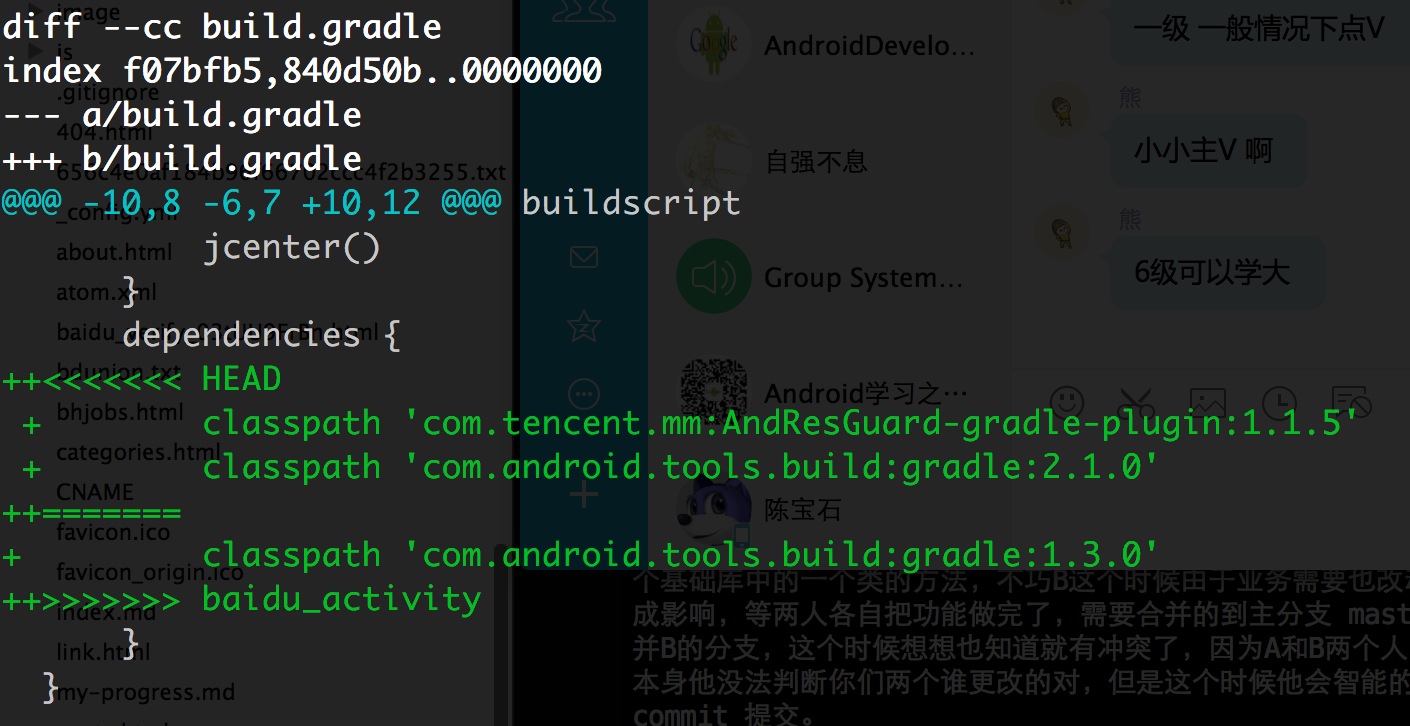 diff --cc build.gradle
index f07bfb5,840d50b..0000000
--- a/build.gradle
+++ b/build.gradle
@@@ -10,8 -6,7 +10,12 @@@ buildscript
jcenter()
}
dependencies {
++<<<<<<< HEAD
+ classpath 'com.tencent.mm:AndResGuard-gradle-plugin:1.1.5'
+ classpath 'com.android.tools.build:gradle:2.1.0'
++=======
+ classpath 'com.android.tools.build:gradle:1.3.0'
++>>>>>>> baidu_activity
}
}
image
js
.gitignore
404.html
_config.yml
about.html
atom.xml
bdunion.txt
bhjobs.html
categories.html
CNAME
favicon.ico
favicon_origin.ico
index.md
link.html
my-progress.md
Google
AndroidDevelo…
自强不息
Group System…
Android学习之…
陈宝石
一级 一般情况下点V
熊
小小主V 啊
熊
6级可以学大
个基础库中的一个类的方法，不巧B这个时候由于业务需要也改
成影响，等两人各自把功能做完了，需要合并的到主分支 mast
并B的分支，这个时候想想也知道就有冲突了，因为A和B两个人
本身他没法判断你们两个谁更改的对，但是这个时候他会智能的
commit 提交。